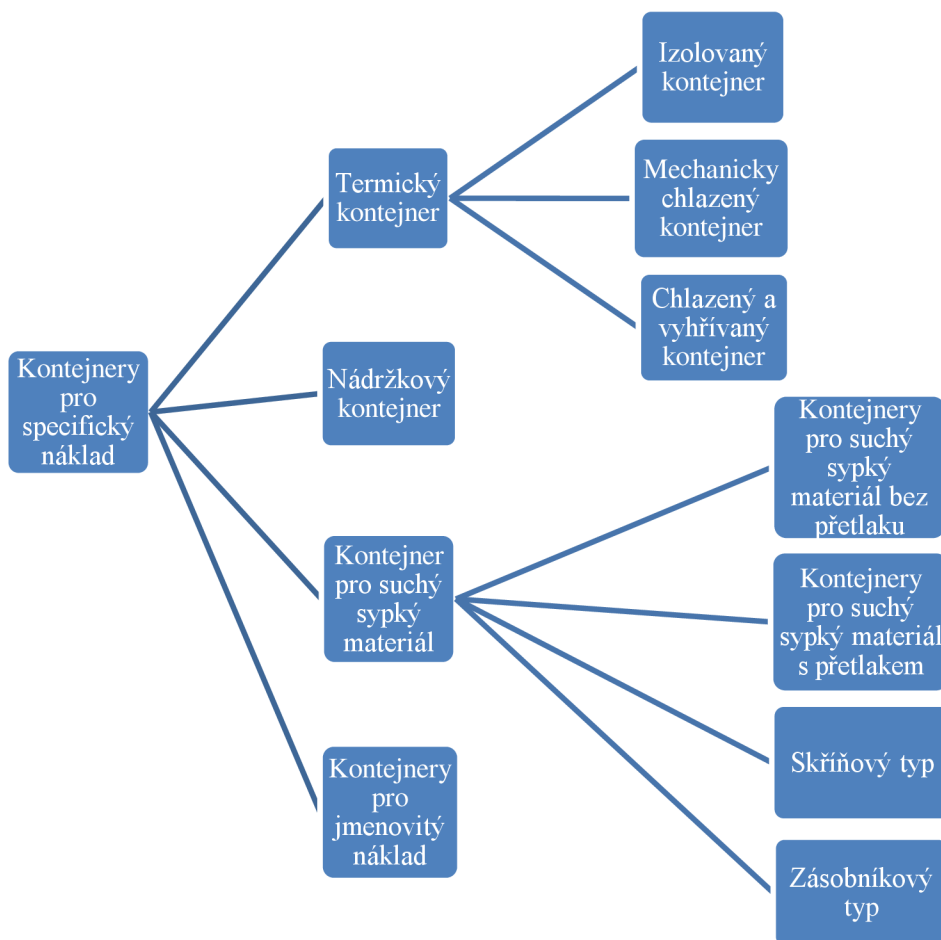 Izolovaný
kontejner
Termický
kontejner
Mechanicky
chlazený
kontejner
Chlazený a
vyhřívaný
kontejner
Kontejnery
pro
specifický
náklad
Nádržkový
kontejner
Kontejner
pro suchý
sypký
materiál
Kontejnery
pro suchý
sypký
materiál bez
přetlaku
Kontejnery
pro suchý
sypký materiál
s přetlakem
Skříňový typ
Zásobníkový
typ
Kontejnery
pro
jmenovitý
náklad